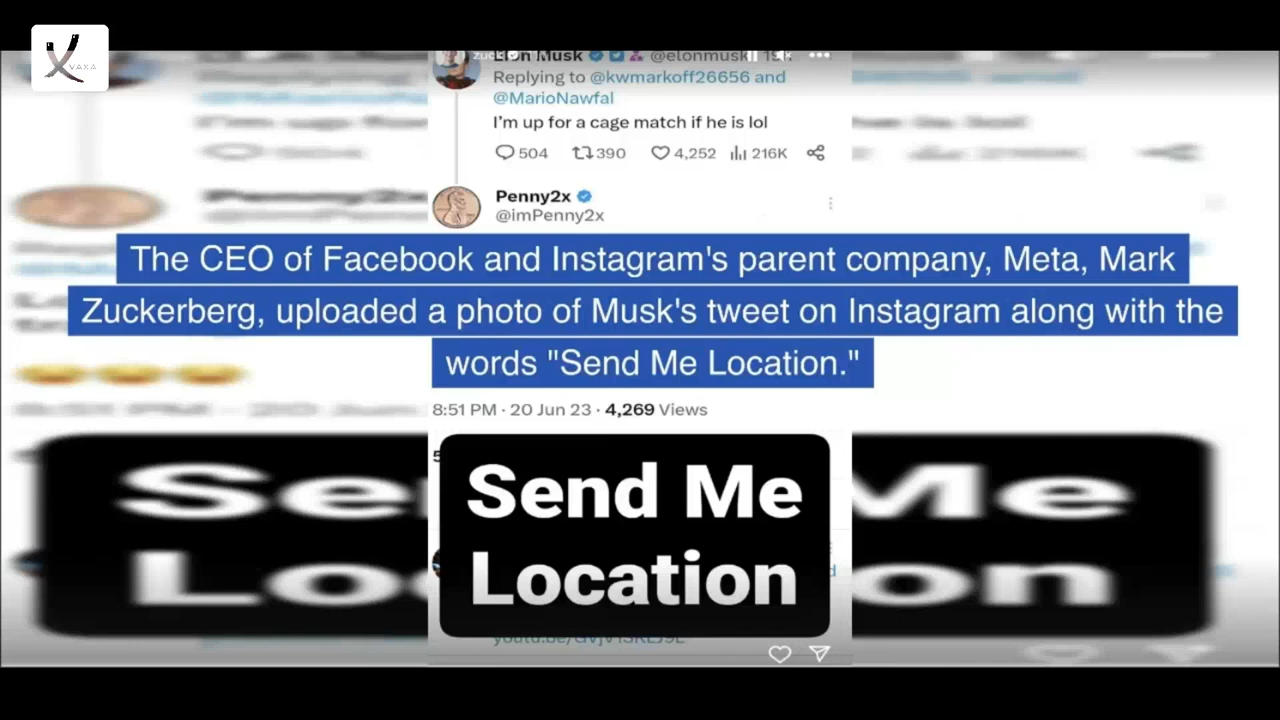 VAXA
Elon Musk @elonmusk
Replying to @kwmarkoff26656 and
@MarioNawfal
I'm up for a cage match if he is lol
504 390 4,252 216K
Penny2x
@imPenny2x
The CEO of Facebook and Instagram's parent company, Meta, Mark
Zuckerberg, uploaded a photo of Musk's tweet on Instagram along with the
words "Send Me Location."
8:51 PM · 20 Jun 23 · 4,269 Views
Send Me
Location